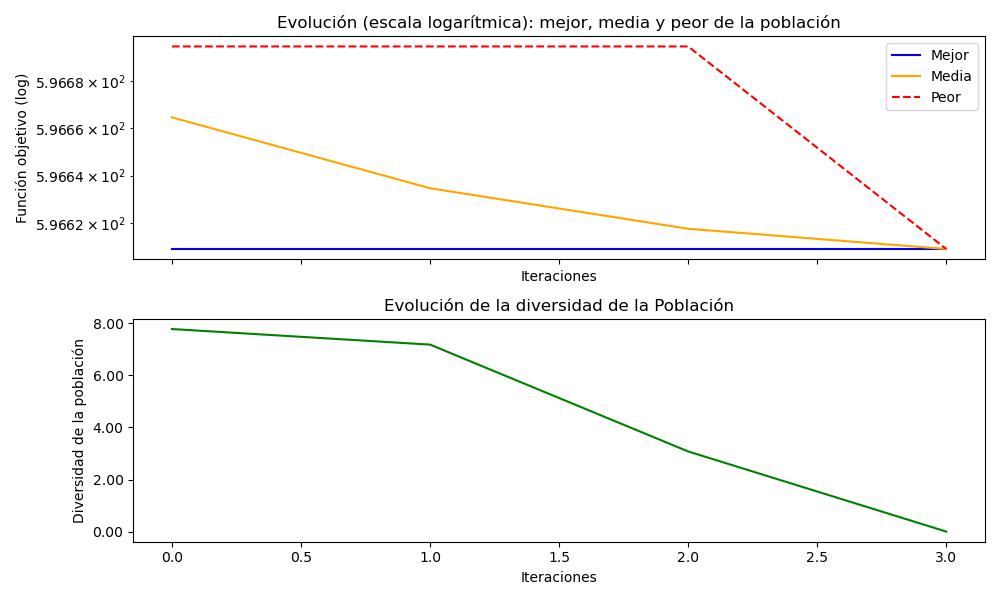 Evolución (escala logarítmica): mejor, media y peor de la población
Función objetivo (log)
5.9668 × 10²
5.9666 × 10²
5.9664 × 10²
5.9662 × 10²
Mejor
Media
Peor
Iteraciones
Evolución de la diversidad de la Población
Diversidad de la población
8.00
6.00
4.00
2.00
0.00
0.0 0.5 1.0 1.5 2.0 2.5 3.0
Iteraciones